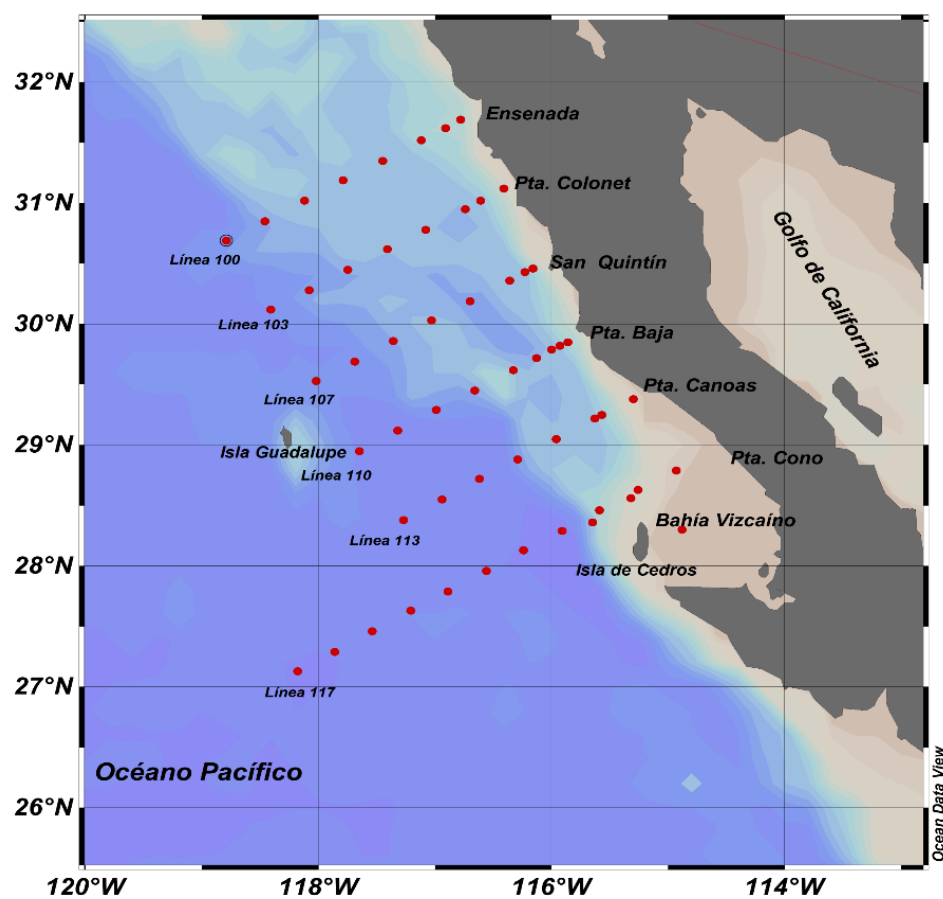 32°N
Ensenada
Pta. Colonet
31°N
Golfo de California
Línea 100
San Quintín
Línea 103
30°N
Pta. Baja
Pta. Canoas
Línea 107
Isla Guadalupe
29°N
Pta. Cono
Línea 110
Bahía Vizcaíno
Línea 113
Isla de Cedros
28°N
27°N
Línea 117
Océano Pacífico
26°N
Ocean Data View
120°W
118°W
116°W
114°W